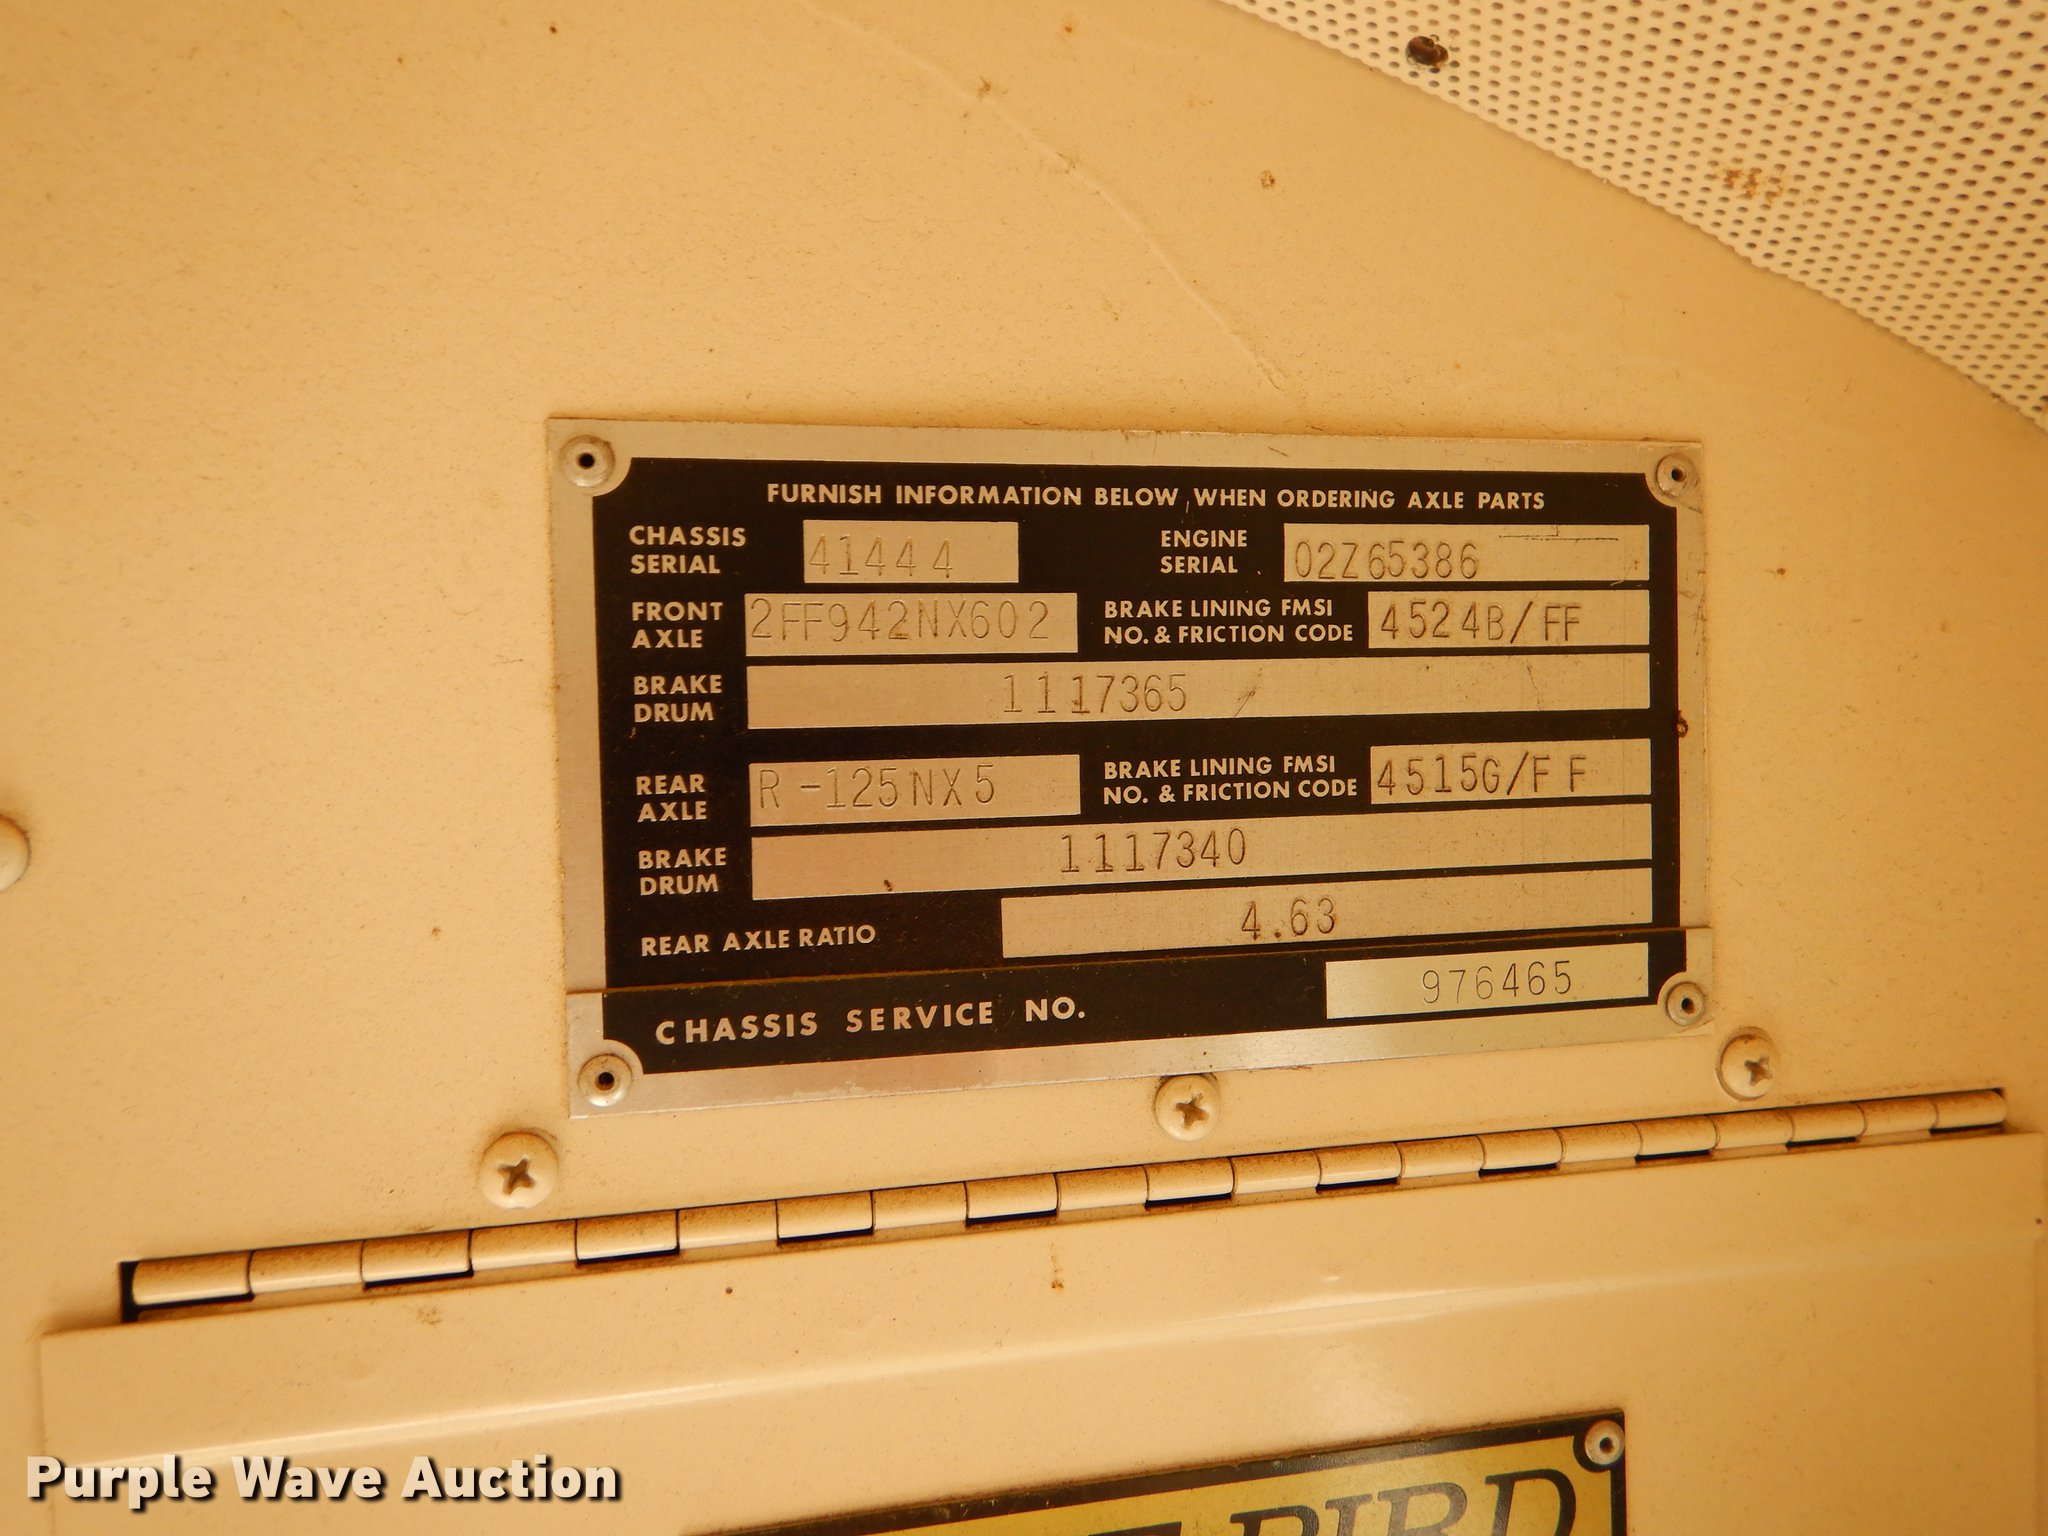 FURNISH INFORMATION BELOW WHEN ORDERING AXLE PARTS
CHASSIS SERIAL 41444 ENGINE SERIAL 02Z65386
FRONT AXLE 2FF942NX602 BRAKE LINING FMSI NO. & FRICTION CODE 4524B/FF
BRAKE DRUM 1117365
REAR AXLE R-125NX5 BRAKE LINING FMSI NO. & FRICTION CODE 4515G/FF
BRAKE DRUM 1117340
REAR AXLE RATIO 4.63
CHASSIS SERVICE NO. 976465
BIRD
Purple Wave Auction